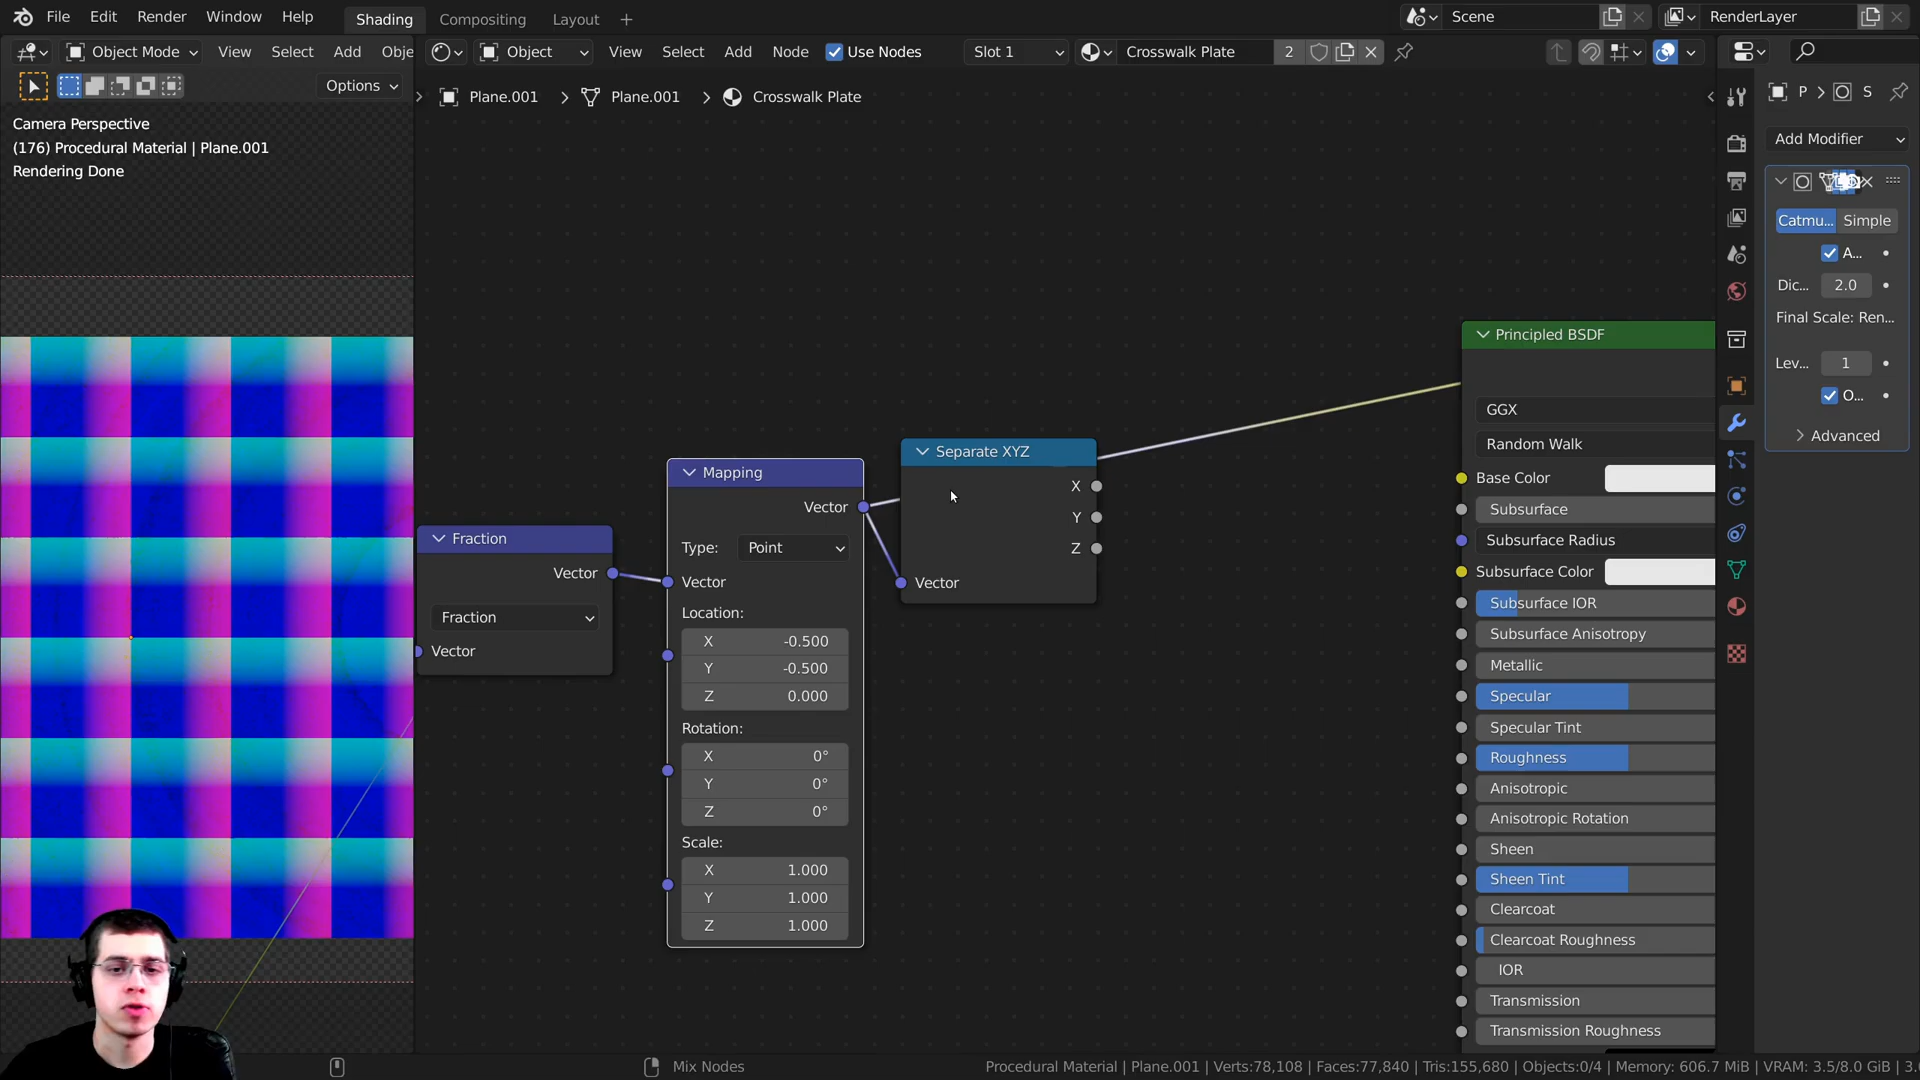 File Edit Render Window Help Shading Compositing Layout + Scene RenderLayer
Object Mode View Select Add Obje Object View Select Add Node Use Nodes Slot 1 Crosswalk Plate 2
Options Plane.001 Plane.001 Crosswalk Plate P S
Camera Perspective
(176) Procedural Material | Plane.001
Rendering Done
Add Modifier
Catmu... Simple
A...
Dic... 2.0
Final Scale: Ren...
Lev... 1
O...
Advanced
Fraction
Vector
Fraction
Vector
Mapping
Vector
Type: Point
Vector
Location:
X -0.500
Y -0.500
Z 0.000
Rotation:
X 0°
Y 0°
Z 0°
Scale:
X 1.000
Y 1.000
Z 1.000
Separate XYZ
X
Y
Z
Vector
Principled BSDF
GGX
Random Walk
Base Color
Subsurface
Subsurface Radius
Subsurface Color
Subsurface IOR
Subsurface Anisotropy
Metallic
Specular
Specular Tint
Roughness
Anisotropic
Anisotropic Rotation
Sheen
Sheen Tint
Clearcoat
Clearcoat Roughness
IOR
Transmission
Transmission Roughness
Mix Nodes Procedural Material | Plane.001 | Verts:78,108 | Faces:77,840 | Tris:155,680 | Objects:0/4 | Memory: 606.7 MiB | VRAM: 3.5/8.0 GiB | 3.